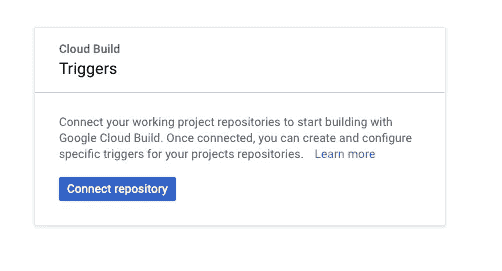 Cloud Build
Triggers
Connect your working project repositories to start building with
Google Cloud Build. Once connected, you can create and configure
specific triggers for your projects repositories. Learn more
Connect repository